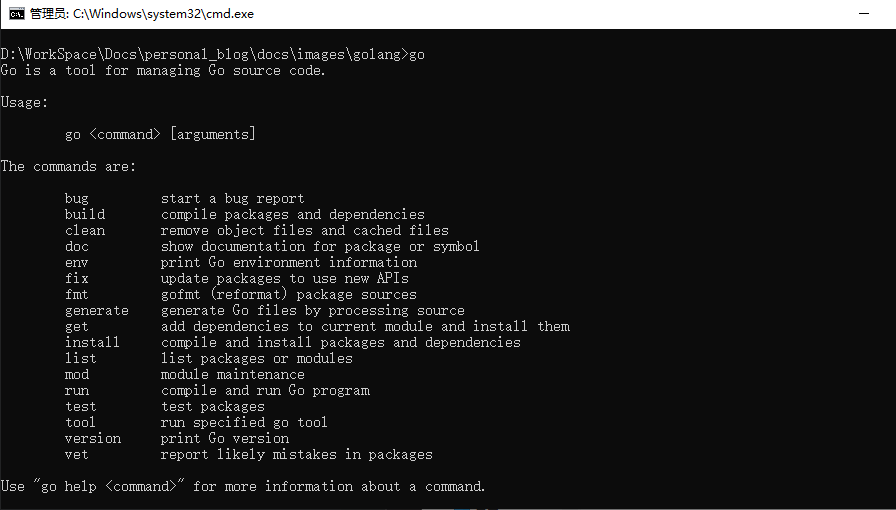 管理员: C:\Windows\system32\cmd.exe
D:\WorkSpace\Docs\personal_blog\docs\images\golang>go
Go is a tool for managing Go source code.
Usage:
go <command> [arguments]
The commands are:
bug start a bug report
build compile packages and dependencies
clean remove object files and cached files
doc show documentation for package or symbol
env print Go environment information
fix update packages to use new APIs
fmt gofmt (reformat) package sources
generate generate Go files by processing source
get add dependencies to current module and install them
install compile and install packages and dependencies
list list packages or modules
mod module maintenance
run compile and run Go program
test test packages
tool run specified go tool
version print Go version
vet report likely mistakes in packages
Use "go help <command>" for more information about a command.